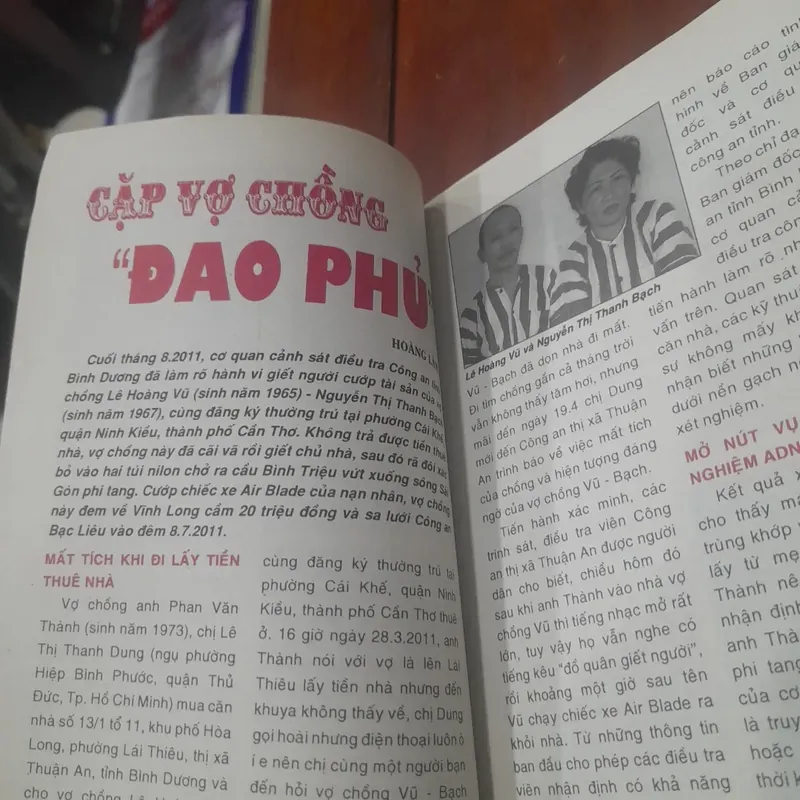 CẶP VỢ CHỒNG
“ĐAO PHỦ”
HOÀNG
Cuối tháng 8.2011, cơ quan cảnh sát điều tra Công an tỉnh
Bình Dương đã làm rõ hành vi giết người cướp tài sản của vợ
chồng Lê Hoàng Vũ (sinh năm 1965) - Nguyễn Thị Thanh Bạch
(sinh năm 1967), cùng đăng ký thường trú tại phường Cái Khế,
quận Ninh Kiều, thành phố Cần Thơ. Không trả được tiền thuê
nhà, vợ chồng này đã cãi vã rồi giết chủ nhà, sau đó rã đôi xác
bỏ vào hai túi nilon chở ra cầu Bình Triệu vứt xuống sông Sài
Gòn phi tang. Cướp chiếc xe Air Blade của nạn nhân, vợ chồng
này đem về Vĩnh Long cầm 20 triệu đồng và sa lưới Công an
Bạc Liêu vào đêm 8.7.2011.
MẤT TÍCH KHI ĐI LẤY TIỀN
THUÊ NHÀ
Vợ chồng anh Phan Văn
Thành (sinh năm 1973), chị Lê
Thị Thanh Dung (ngụ phường
Hiệp Bình Phước, quận Thủ
Đức, Tp. Hồ Chí Minh) mua căn
nhà số 13/1 tổ 11, khu phố Hòa
Long, phường Lái Thiêu, thị xã
Thuận An, tỉnh Bình Dương và
cho vợ chồng Lê
cùng đăng ký thường trú tại
phường Cái Khế, quận Ninh
Kiều, thành phố Cần Thơ thuê
ở. 16 giờ ngày 28.3.2011, anh
Thành nói với vợ là lên Lái
Thiêu lấy tiền nhà nhưng đến
khuya không thấy về, chị Dung
gọi hoài nhưng điện thoại luôn ò
í e nên chị cùng một người bạn
đến hỏi vợ chồng Vũ - Bạch
Lê Hoàng Vũ và Nguyễn Thị Thanh Bạch
Vũ - Bạch đã dọn nhà đi mất.
Đi tìm chồng gần cả tháng trời
vẫn không thấy tăm hơi, nhưng
mãi đến ngày 19.4 chị Dung
mới đến Công an thị xã Thuận
An trình báo về việc mất tích
của chồng và hiện tượng đáng
ngờ của vợ chồng Vũ - Bạch.
Tiến hành xác minh, các
trinh sát, điều tra viên Công
an thị xã Thuận An được người
dân cho biết, chiều hôm đó
sau khi anh Thành vào nhà vợ
chồng Vũ thì tiếng nhạc mở rất
lớn, tuy vậy họ vẫn nghe có
tiếng kêu “đồ quân giết người”,
rồi khoảng một giờ sau tên
Vũ chạy chiếc xe Air Blade ra
khỏi nhà. Từ những thông tin
ban đầu cho phép các điều tra
viên nhận định có khả năng
nên báo cáo tình
hình về Ban giám
đốc và cơ quan
cảnh sát điều
công an tỉnh.
Theo chỉ đạo
Ban giám đốc
an tỉnh Bình
cơ quan
điều tra công
tiến hành làm rõ
vấn trên. Quan sát
căn nhà, các kỹ thuật
sự không mấy
nhận biết những
dưới nền gạch
xét nghiệm.
MỞ NÚT VỤ
NGHIỆM ADN
Kết quả
cho thấy
trùng khớp
lấy từ mẹ
Thành
nhận định
anh Thành
phi tang
của cơ
là truy
hoặc
thời